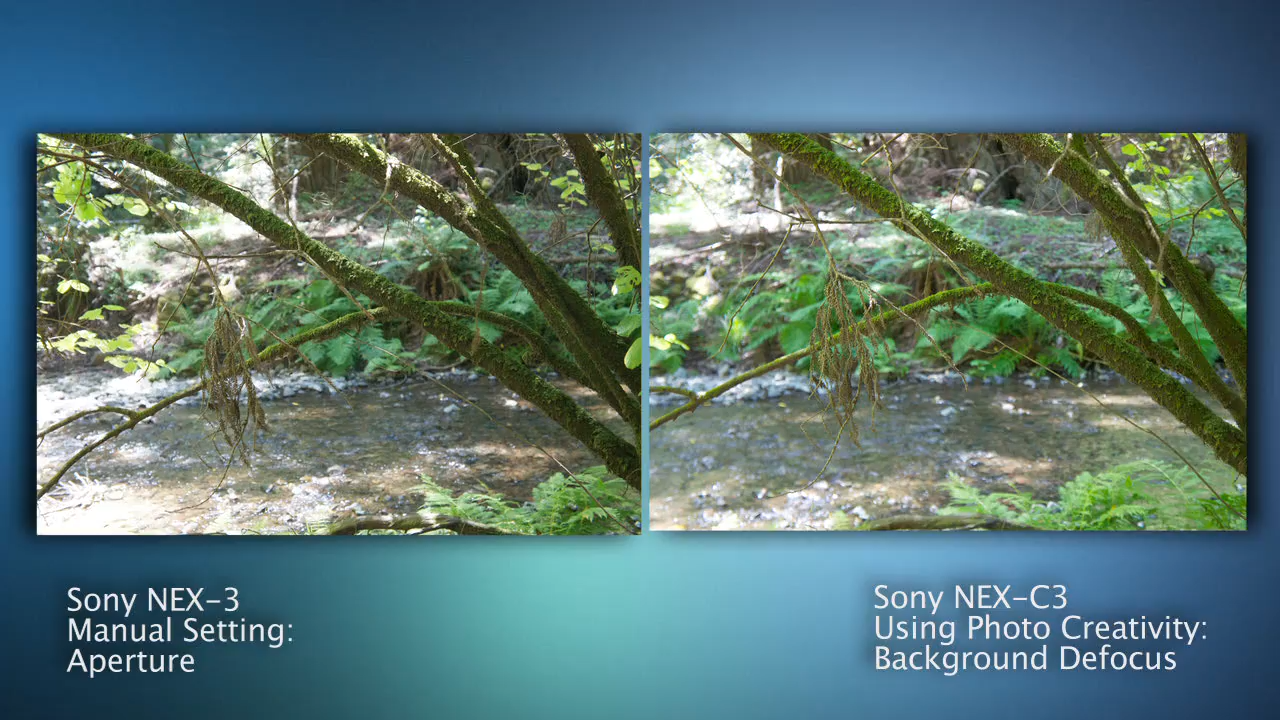 Sony NEX-3
Manual Setting:
Aperture
Sony NEX-C3
Using Photo Creativity:
Background Defocus